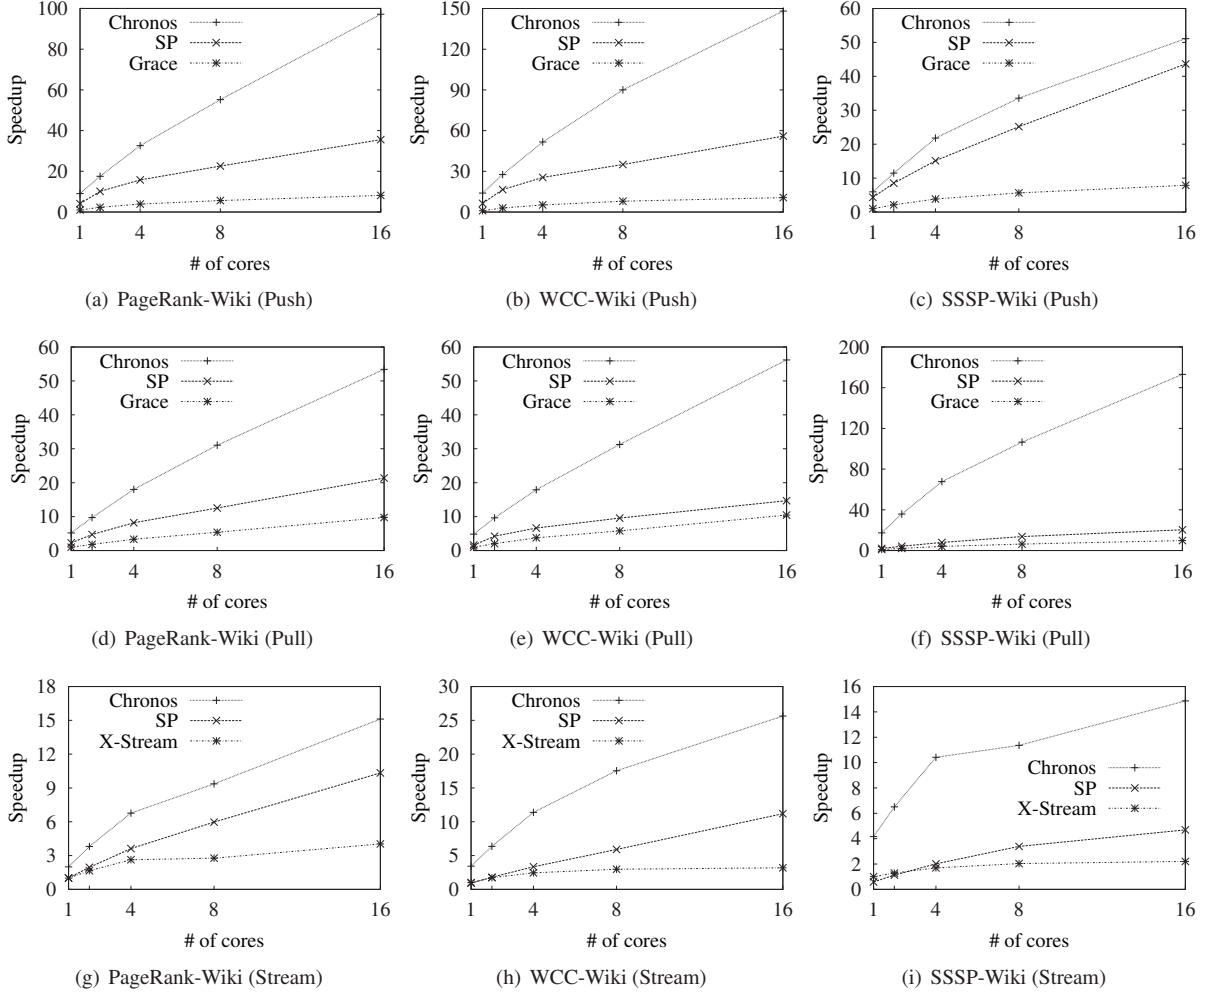 100
80
60
40
20
0
Speedup
Chronos
SP
Grace
1 4 8 16
# of cores
(a) PageRank-Wiki (Push)
150
120
90
60
30
0
Speedup
Chronos
SP
Grace
1 4 8 16
# of cores
(b) WCC-Wiki (Push)
60
50
40
30
20
10
0
Speedup
Chronos
SP
Grace
1 4 8 16
# of cores
(c) SSSP-Wiki (Push)
60
50
40
30
20
10
0
Speedup
Chronos
SP
Grace
1 4 8 16
# of cores
(d) PageRank-Wiki (Pull)
60
50
40
30
20
10
0
Speedup
Chronos
SP
Grace
1 4 8 16
# of cores
(e) WCC-Wiki (Pull)
200
160
120
80
40
0
Speedup
Chronos
SP
Grace
1 4 8 16
# of cores
(f) SSSP-Wiki (Pull)
18
15
12
9
6
3
0
Speedup
Chronos
SP
X-Stream
1 4 8 16
# of cores
(g) PageRank-Wiki (Stream)
30
25
20
15
10
5
0
Speedup
Chronos
SP
X-Stream
1 4 8 16
# of cores
(h) WCC-Wiki (Stream)
16
14
12
10
8
6
4
2
0
Speedup
Chronos
SP
X-Stream
1 4 8 16
# of cores
(i) SSSP-Wiki (Stream)